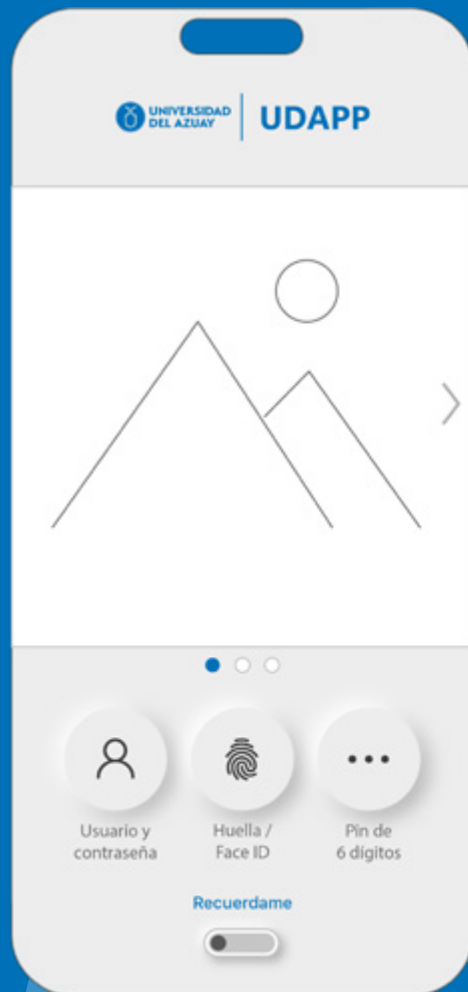 UNIVERSIDAD
DEL AZUAY
UDAPP
Usuario y
contraseña
Huella /
Face ID
Pin de
6 dígitos
Recuerdame